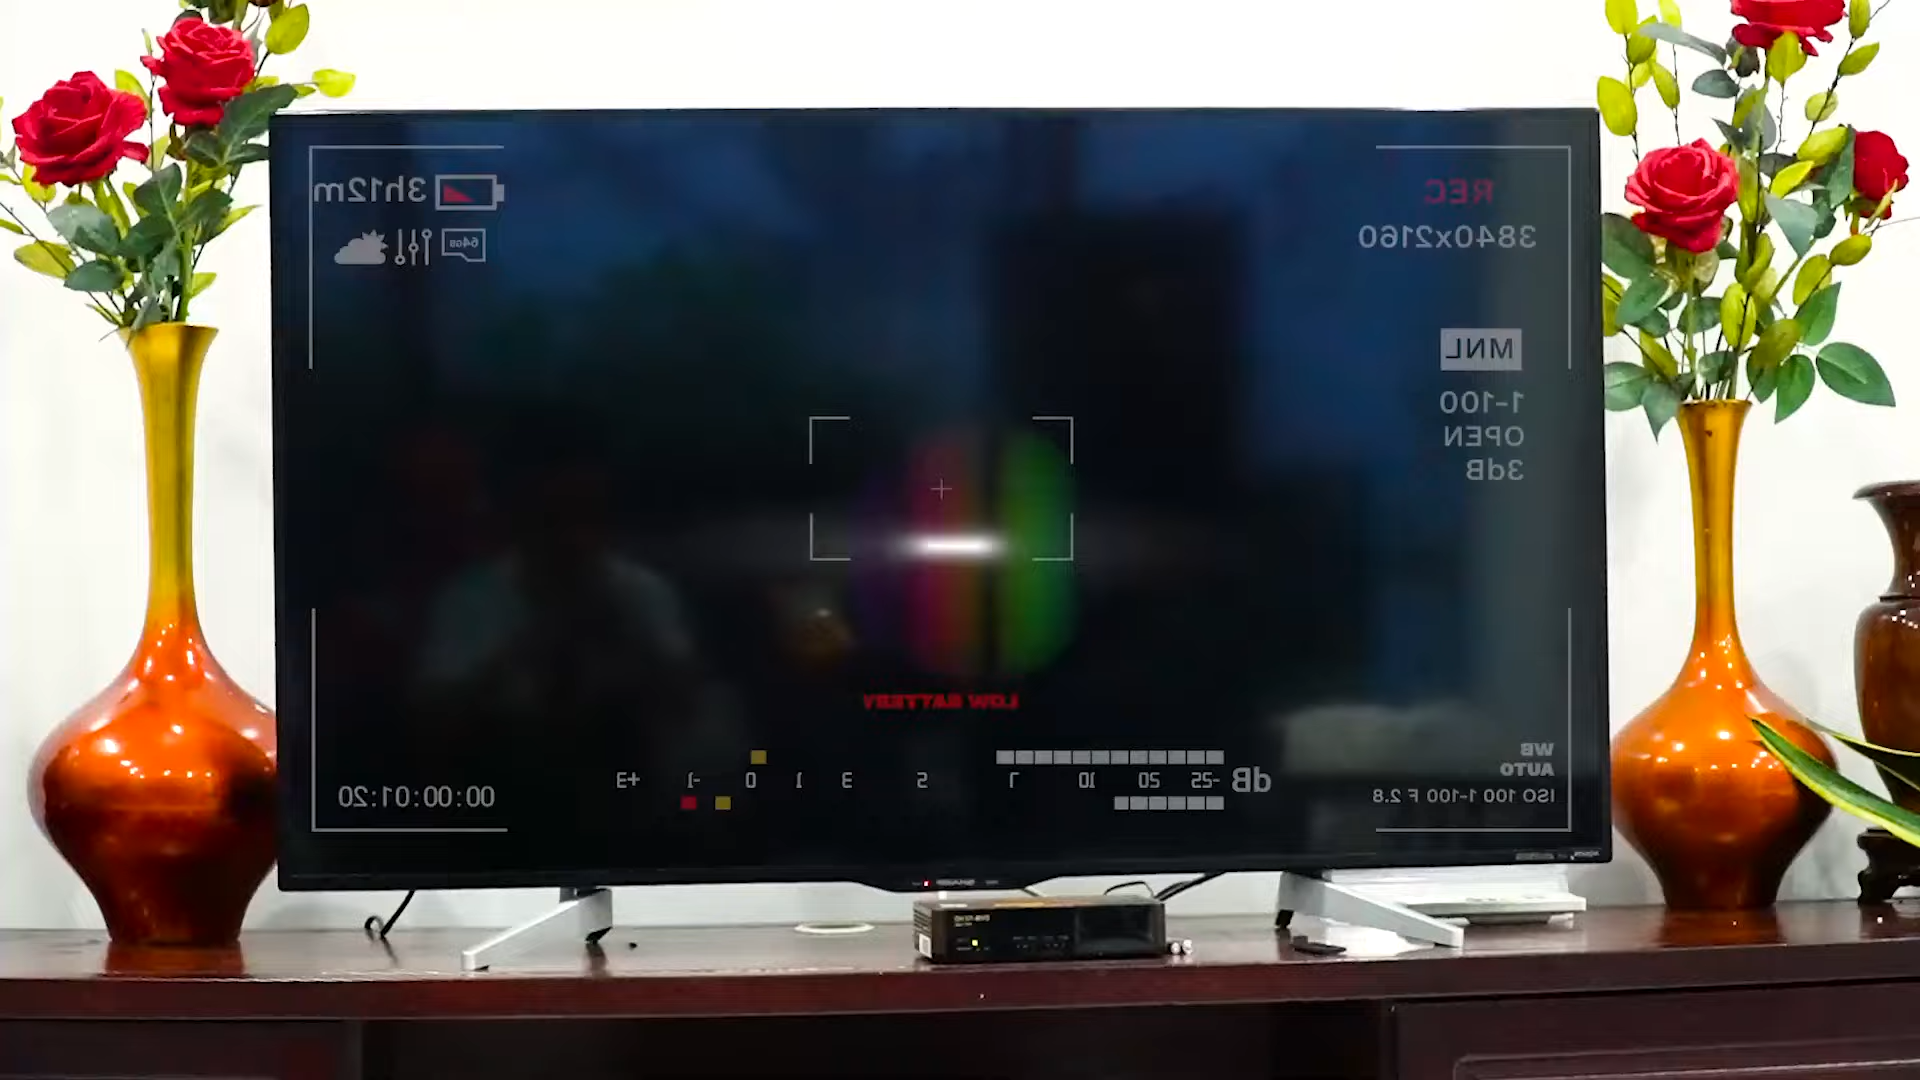 3h12m
64GB
REC
3840x2160
MNL
1-100
OPEN
3dB
LOW BATTERY
dB -25 20 10 7 5 3 1 0 -1 +3
WB
AUTO
ISO 100 1-100 F 2.8
00:00:01:20